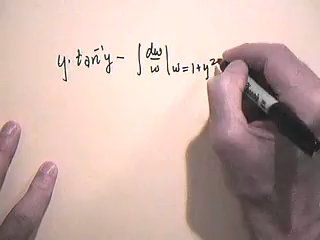 y · tan⁻¹y − ∫ dw/w |w=1+y²